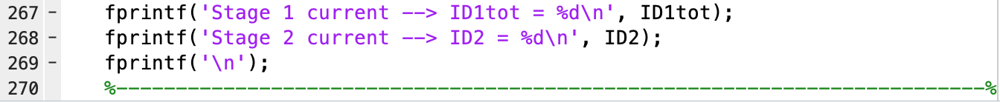 267 - fprintf('Stage 1 current --> ID1tot = %d\n', ID1tot);
268 - fprintf('Stage 2 current --> ID2 = %d\n', ID2);
269 - fprintf('\n');
270 %-------------------------------------------------------------------------%